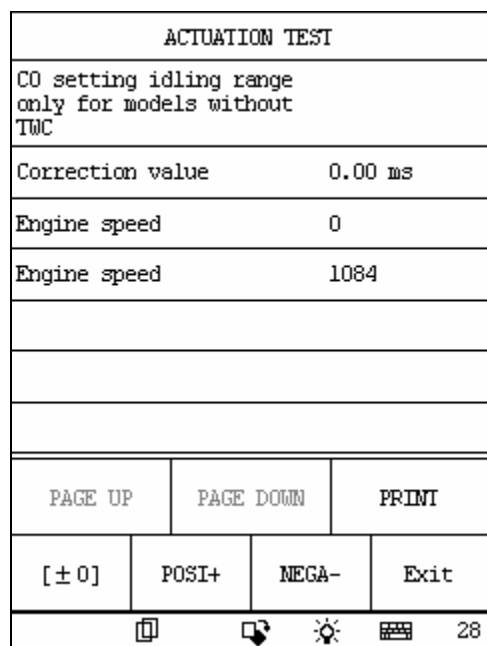 ACTUATION TEST
CO setting idling range
only for models without
TWC
Correction value 0.00 ms
Engine speed 0
Engine speed 1084
PAGE UP PAGE DOWN PRINT
[±0] POSI+ NEGA- Exit
28